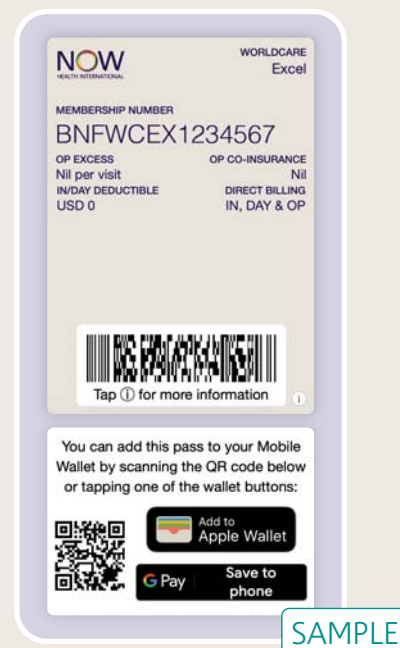 NOW
HEALTH INTERNATIONAL
WORLDCARE
Excel
MEMBERSHIP NUMBER
BNFWCEX1234567
OP EXCESS OP CO-INSURANCE
Nil per visit Nil
IN/DAY DEDUCTIBLE DIRECT BILLING
USD 0 IN, DAY & OP
Tap ⓘ for more information
You can add this pass to your Mobile
Wallet by scanning the QR code below
or tapping one of the wallet buttons:
Add to
Apple Wallet
G Pay
Save to
phone
SAMPLE